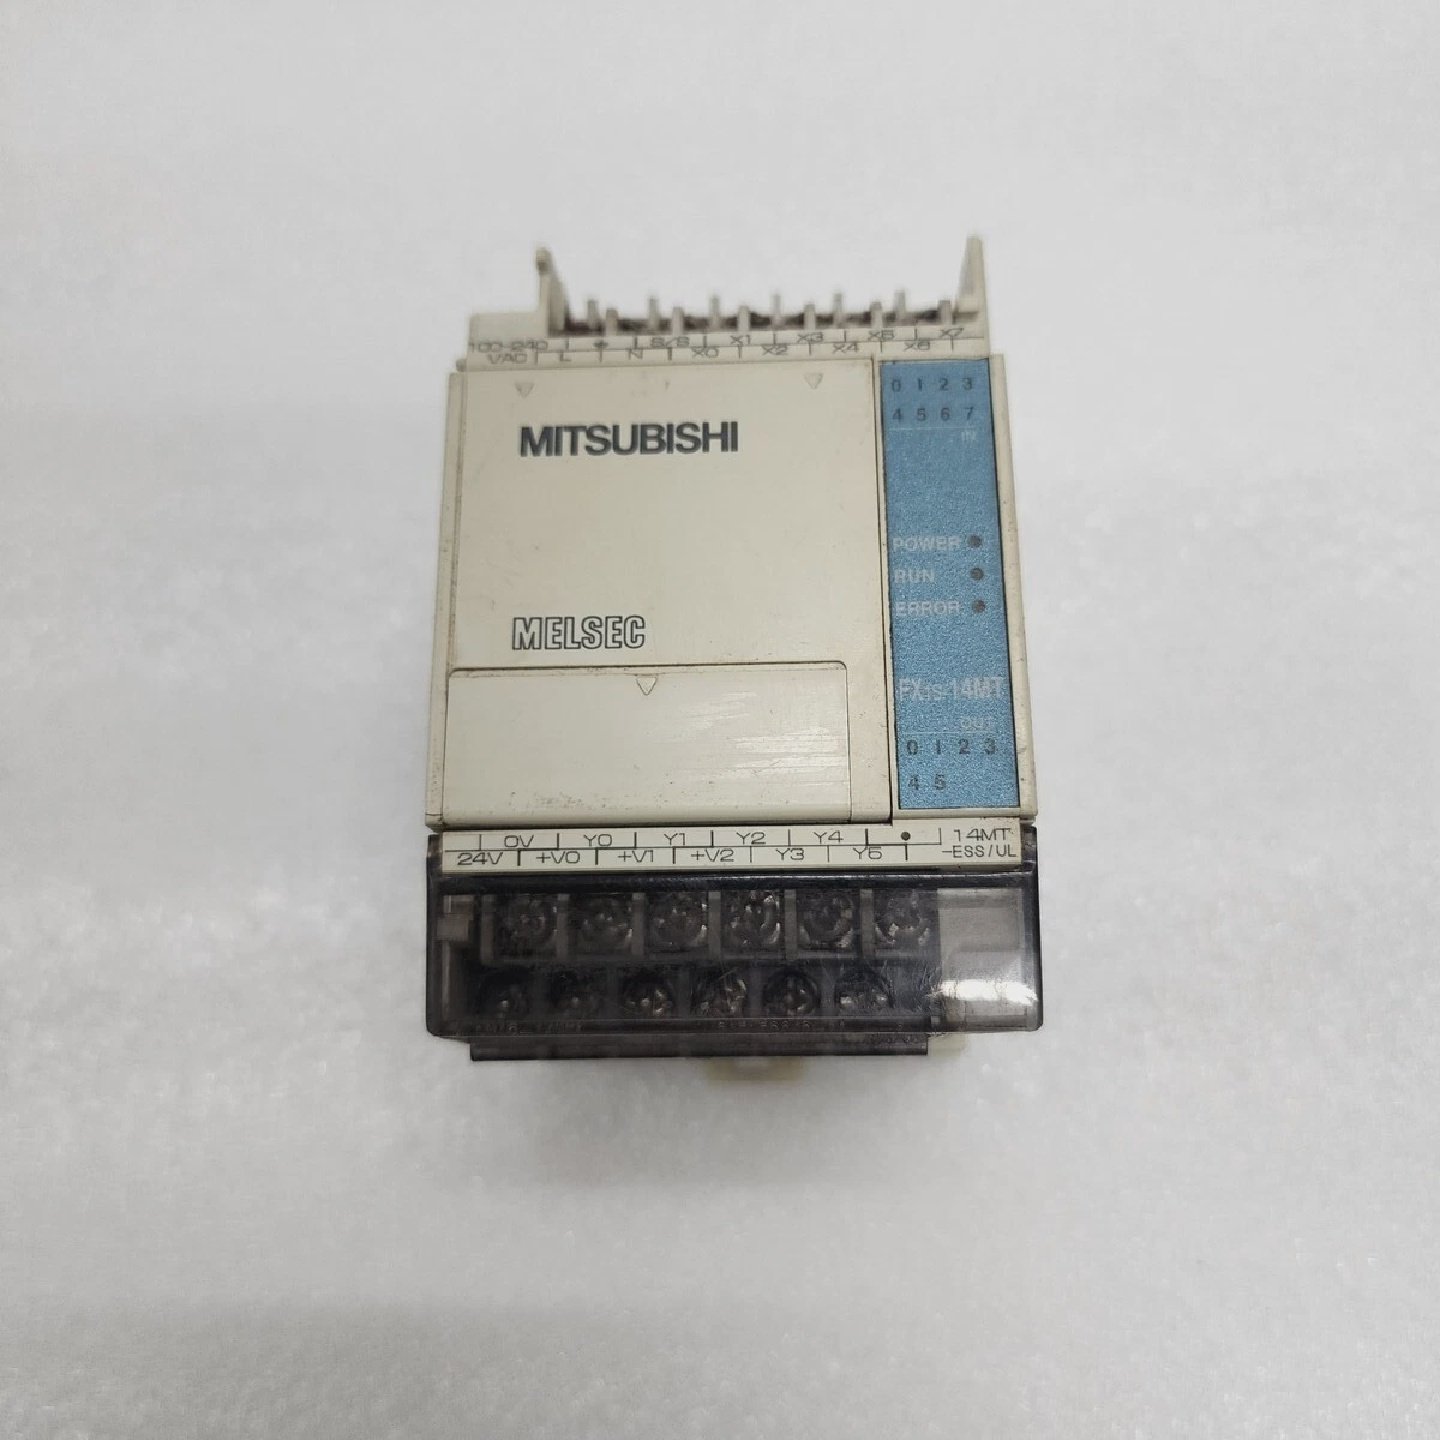 100-240 S/S X1 X3 X5 X7
VAC L N X0 X2 X4 X6
0 1 2 3
4 5 6 7
IN
MITSUBISHI
POWER
RUN
ERROR
MELSEC
FX1S-14MT
OUT
0 1 2 3
4 5
0V Y0 Y1 Y2 Y4 14MT
24V +V0 +V1 +V2 Y3 Y5 -ESS/UL